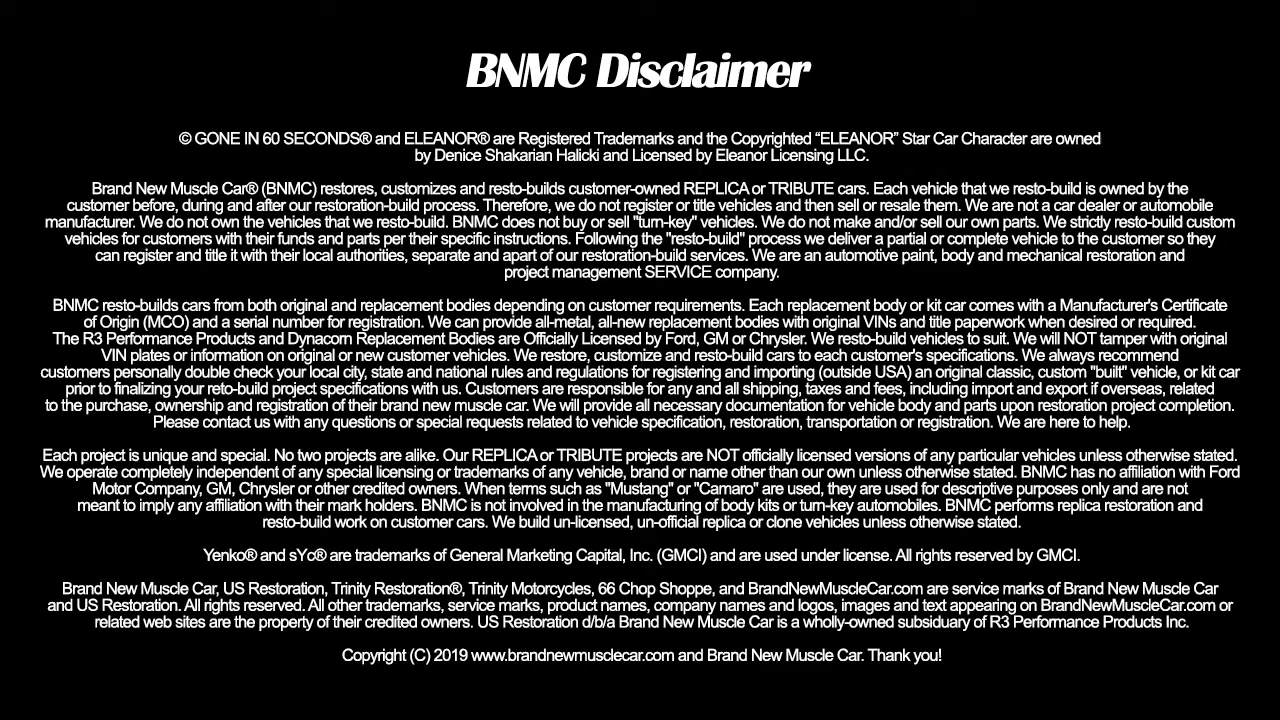 BNMC Disclaimer
© GONE IN 60 SECONDS® and ELEANOR® are Registered Trademarks and the Copyrighted “ELEANOR” Star Car Character are owned
by Denice Shakarian Halicki and Licensed by Eleanor Licensing LLC.
Brand New Muscle Car® (BNMC) restores, customizes and resto-builds customer-owned REPLICA or TRIBUTE cars. Each vehicle that we resto-build is owned by the
customer before, during and after our restoration-build process. Therefore, we do not register or title vehicles and then sell or resale them. We are not a car dealer or automobile
manufacturer. We do not own the vehicles that we resto-build. BNMC does not buy or sell "turn-key" vehicles. We do not make and/or sell our own parts. We strictly resto-build custom
vehicles for customers with their funds and parts per their specific instructions. Following the "resto-build" process we deliver a partial or complete vehicle to the customer so they
can register and title it with their local authorities, separate and apart of our restoration-build services. We are an automotive paint, body and mechanical restoration and
project management SERVICE company.
BNMC resto-builds cars from both original and replacement bodies depending on customer requirements. Each replacement body or kit car comes with a Manufacturer's Certificate
of Origin (MCO) and a serial number for registration. We can provide all-metal, all-new replacement bodies with original VINs and title paperwork when desired or required.
The R3 Performance Products and Dynacorn Replacement Bodies are Officially Licensed by Ford, GM or Chrysler. We resto-build vehicles to suit. We will NOT tamper with original
VIN plates or information on original or new customer vehicles. We restore, customize and resto-build cars to each customer's specifications. We always recommend
customers personally double check your local city, state and national rules and regulations for registering and importing (outside USA) an original classic, custom "built" vehicle, or kit car
prior to finalizing your reto-build project specifications with us. Customers are responsible for any and all shipping, taxes and fees, including import and export if overseas, related
to the purchase, ownership and registration of their brand new muscle car. We will provide all necessary documentation for vehicle body and parts upon restoration project completion.
Please contact us with any questions or special requests related to vehicle specification, restoration, transportation or registration. We are here to help.
Each project is unique and special. No two projects are alike. Our REPLICA or TRIBUTE projects are NOT officially licensed versions of any particular vehicles unless otherwise stated.
We operate completely independent of any special licensing or trademarks of any vehicle, brand or name other than our own unless otherwise stated. BNMC has no affiliation with Ford
Motor Company, GM, Chrysler or other credited owners. When terms such as "Mustang" or "Camaro" are used, they are used for descriptive purposes only and are not
meant to imply any affiliation with their mark holders. BNMC is not involved in the manufacturing of body kits or turn-key automobiles. BNMC performs replica restoration and
resto-build work on customer cars. We build un-licensed, un-official replica or clone vehicles unless otherwise stated.
Yenko® and sYc® are trademarks of General Marketing Capital, Inc. (GMCI) and are used under license. All rights reserved by GMCI.
Brand New Muscle Car, US Restoration, Trinity Restoration®, Trinity Motorcycles, 66 Chop Shoppe, and BrandNewMuscleCar.com are service marks of Brand New Muscle Car
and US Restoration. All rights reserved. All other trademarks, service marks, product names, company names and logos, images and text appearing on BrandNewMuscleCar.com or
related web sites are the property of their credited owners. US Restoration d/b/a Brand New Muscle Car is a wholly-owned subsiduary of R3 Performance Products Inc.
Copyright (C) 2019 www.brandnewmusclecar.com and Brand New Muscle Car. Thank you!